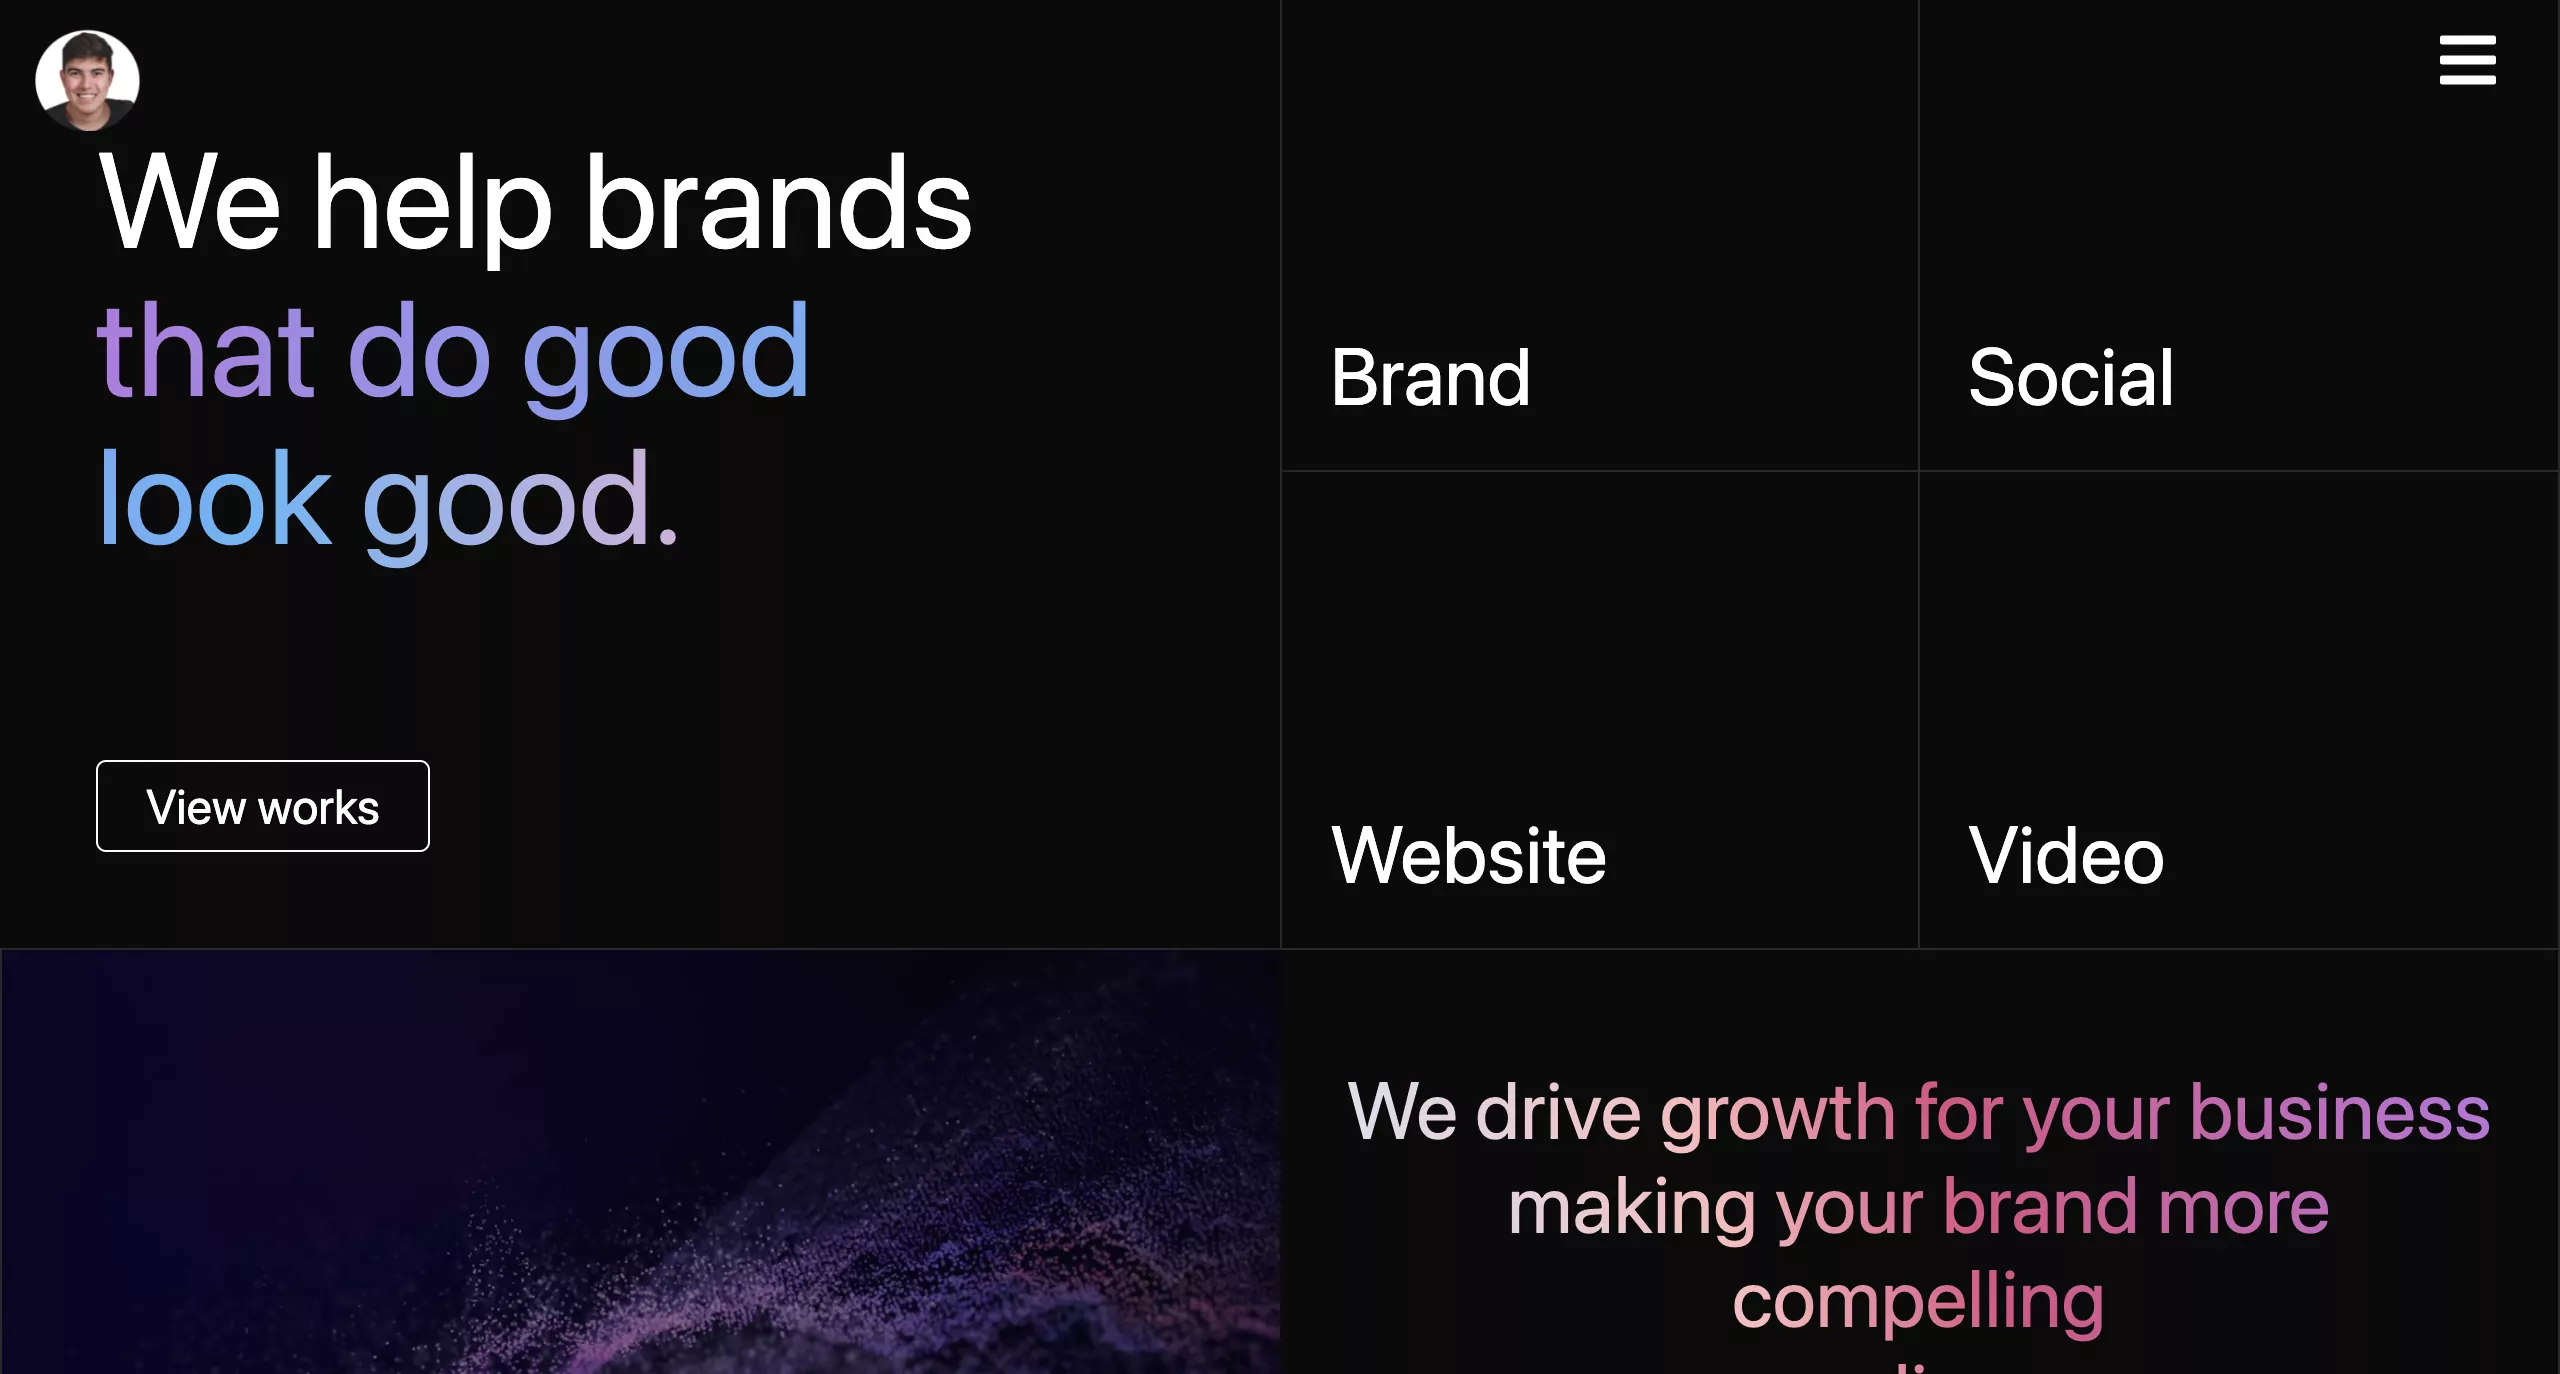 We help brands
that do good
look good.
View works
Brand
Social
Website
Video
We drive growth for your business
making your brand more
compelling